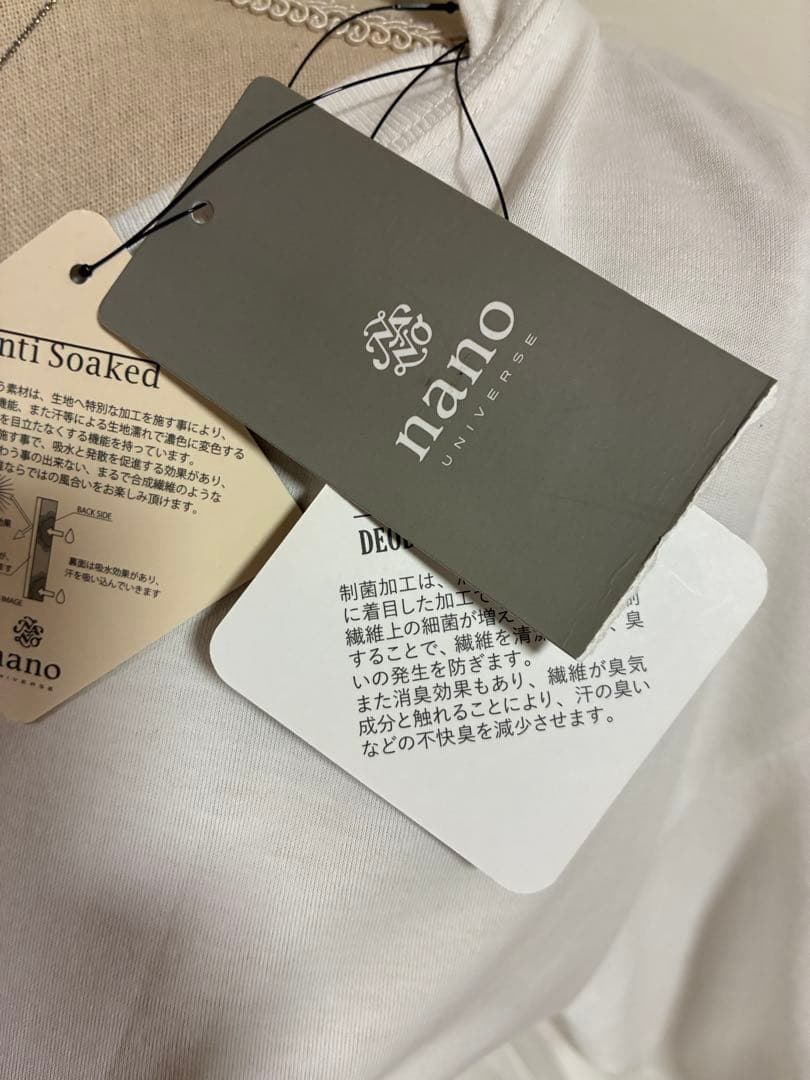 nano
UNIVERSE
nti Soaked
う素材は、生地へ特別な加工を施す事により、
機能、また汗等による生地濡れで濃色に変色する
を目立たなくする機能を持っています。
施す事で、吸水と発散を促進する効果があり、
わう事の出来ない、まるで合成繊維のような
ならではの風合いをお楽しみ頂けます。
BACK SIDE
裏面は吸水効果があり、
汗を吸い込んでいきます
IMAGE
nano
UNIVERSE
DEO
制菌加工は、
に着目した加工で
繊維上の細菌が増え
することで、繊維を清 、臭
いの発生を防ぎます。
また消臭効果もあり、繊維が臭気
成分と触れることにより、汗の臭い
などの不快臭を減少させます。